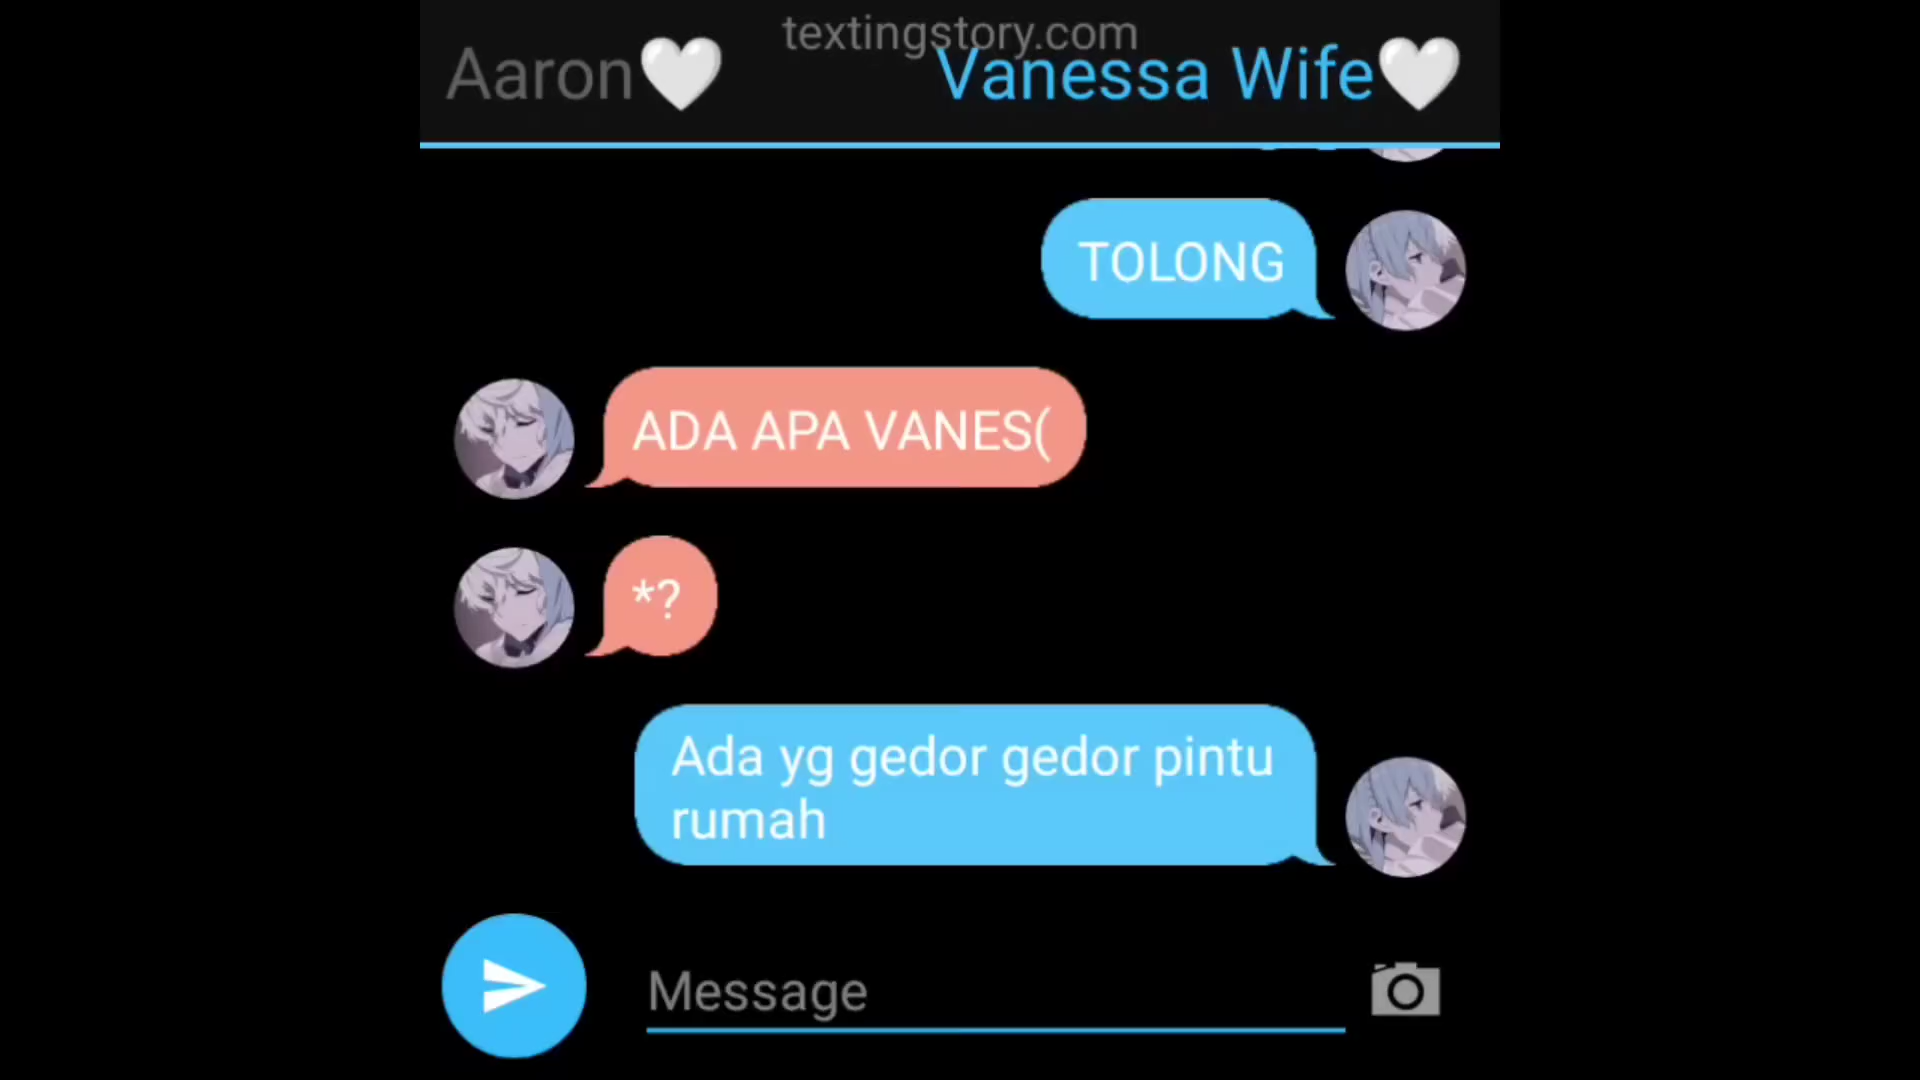 textingstory.com
Aaron🤍 Vanessa Wife🤍
TOLONG
ADA APA VANES(
*?
Ada yg gedor gedor pintu
rumah
Message